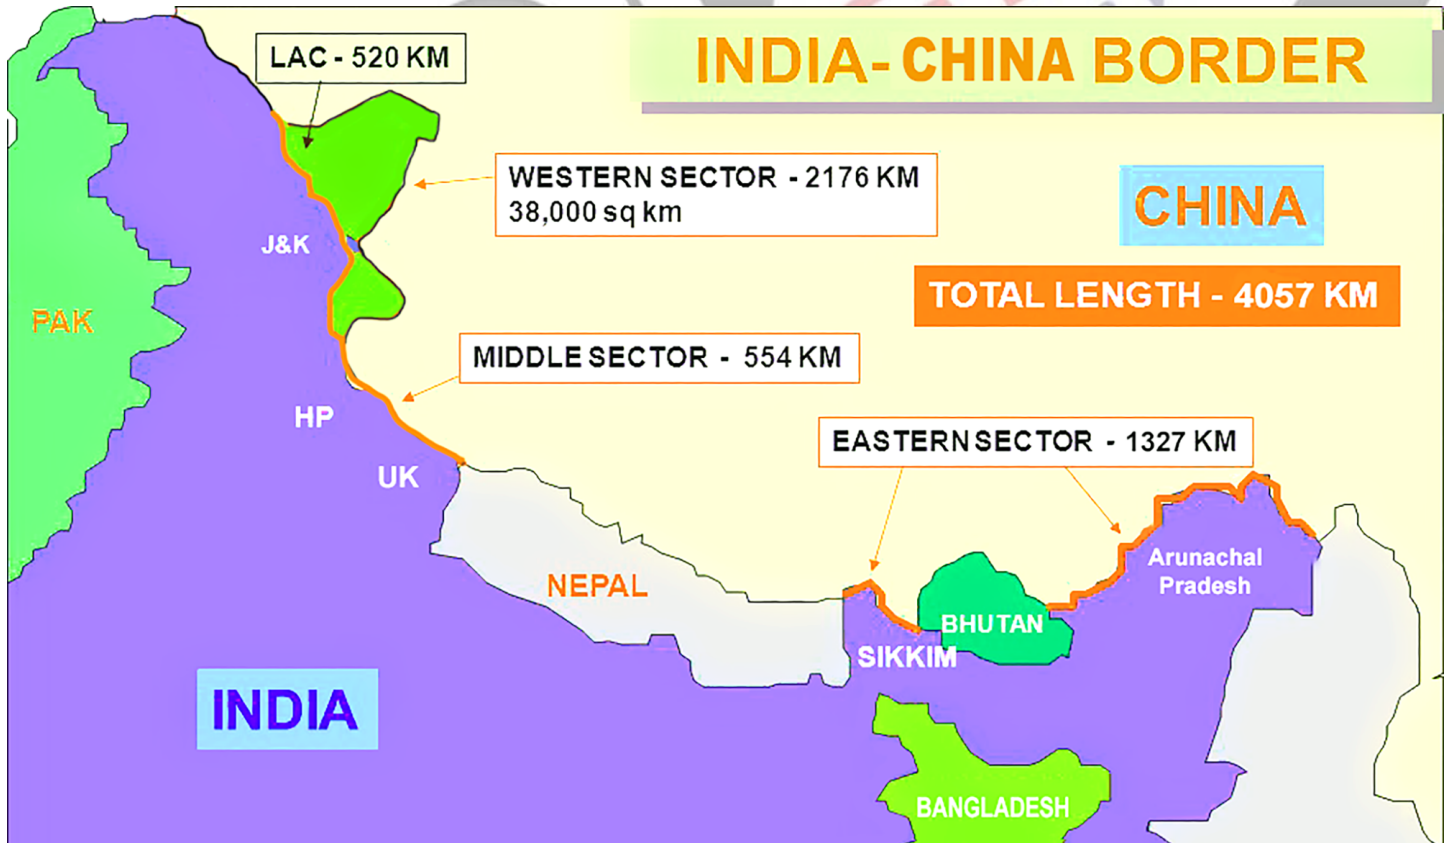 INDIA- CHINA BORDER
LAC - 520 KM
WESTERN SECTOR - 2176 KM
38,000 sq km
CHINA
J&K
TOTAL LENGTH - 4057 KM
PAK
MIDDLE SECTOR - 554 KM
HP
EASTERN SECTOR - 1327 KM
UK
Arunachal
Pradesh
NEPAL
BHUTAN
SIKKIM
INDIA
BANGLADESH